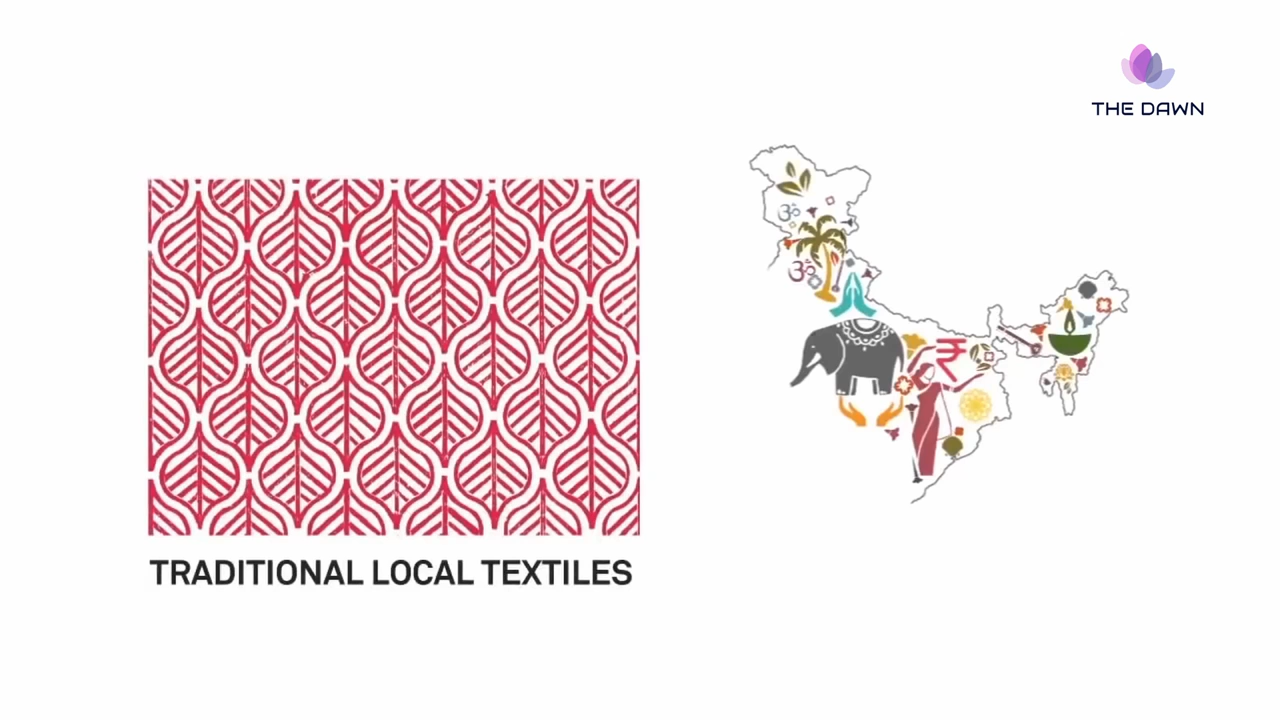 THE DAWN
ॐ
ॐ
₹
TRADITIONAL LOCAL TEXTILES